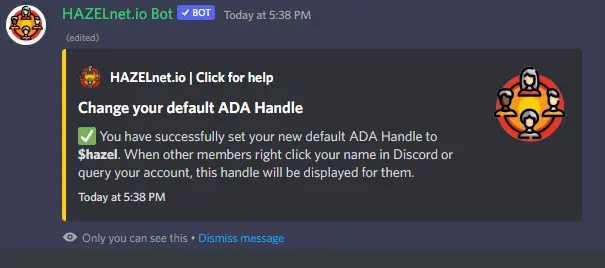 HAZELnet.io Bot ✓ BOT Today at 5:38 PM
(edited)
HAZELnet.io | Click for help
Change your default ADA Handle
✅ You have successfully set your new default ADA Handle to
$hazel. When other members right click your name in Discord or
query your account, this handle will be displayed for them.
Today at 5:38 PM
Only you can see this • Dismiss message